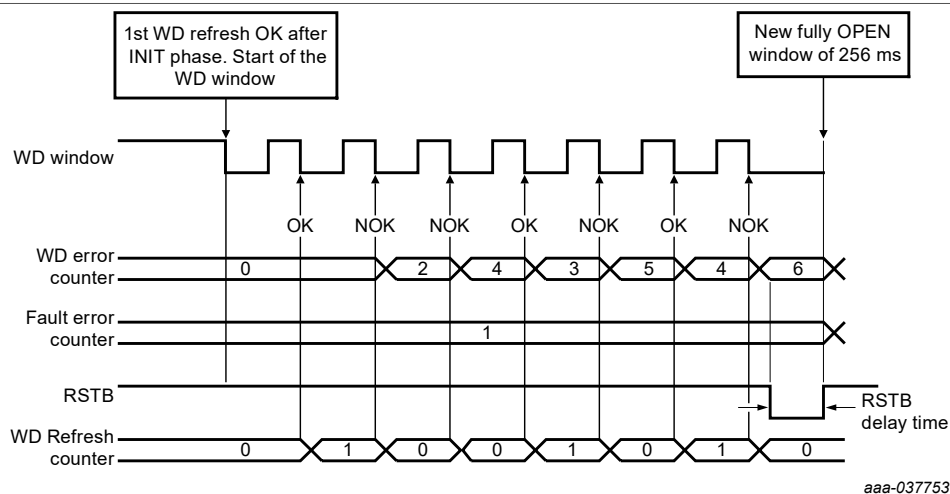 1st WD refresh OK after
INIT phase. Start of the
WD window
New fully OPEN
window of 256 ms
WD window
OK NOK NOK OK NOK OK NOK
WD error
counter
0 2 4 3 5 4 6
Fault error
counter
1
RSTB
RSTB
delay time
WD Refresh
counter
0 1 0 0 1 0 1 0
aaa-037753